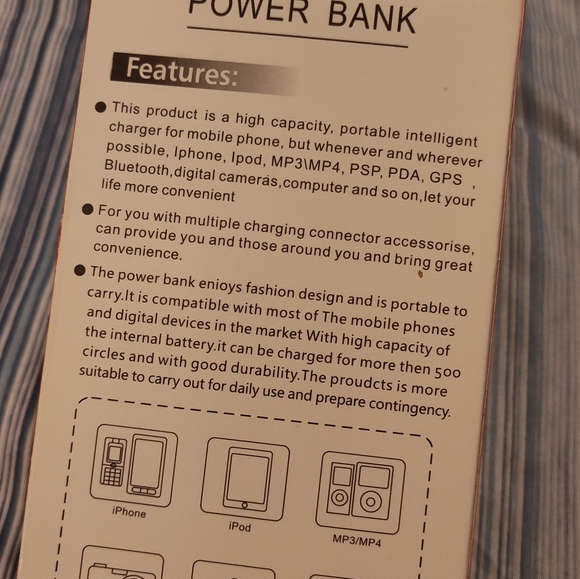 POWER BANK
Features:
● This product is a high capacity, portable intelligent
charger for mobile phone, but whenever and wherever
possible, Iphone, Ipod, MP3\MP4, PSP, PDA, GPS ,
Bluetooth,digital cameras,computer and so on,let your
life more convenient
● For you with multiple charging connector accessorise,
can provide you and those around you and bring great
convenience.
● The power bank enioys fashion design and is portable to
carry.It is compatible with most of The mobile phones
and digital devices in the market With high capacity of
the internal battery.it can be charged for more then 500
circles and with good durability.The proudcts is more
suitable to carry out for daily use and prepare contingency.
iPhone
iPod
MP3/MP4